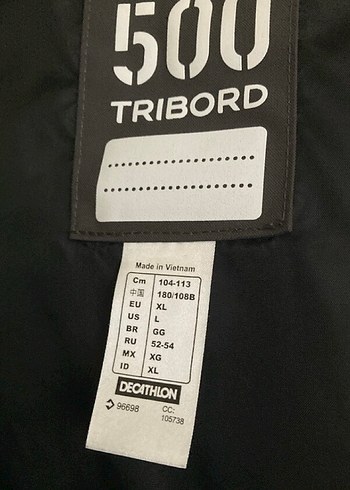 500
TRIBORD
Made in Vietnam
Cm 104-113
中国 180/108B
EU XL
US L
BR GG
RU 52-54
MX XG
ID XL
DECATHLON
96698 CC:
105738